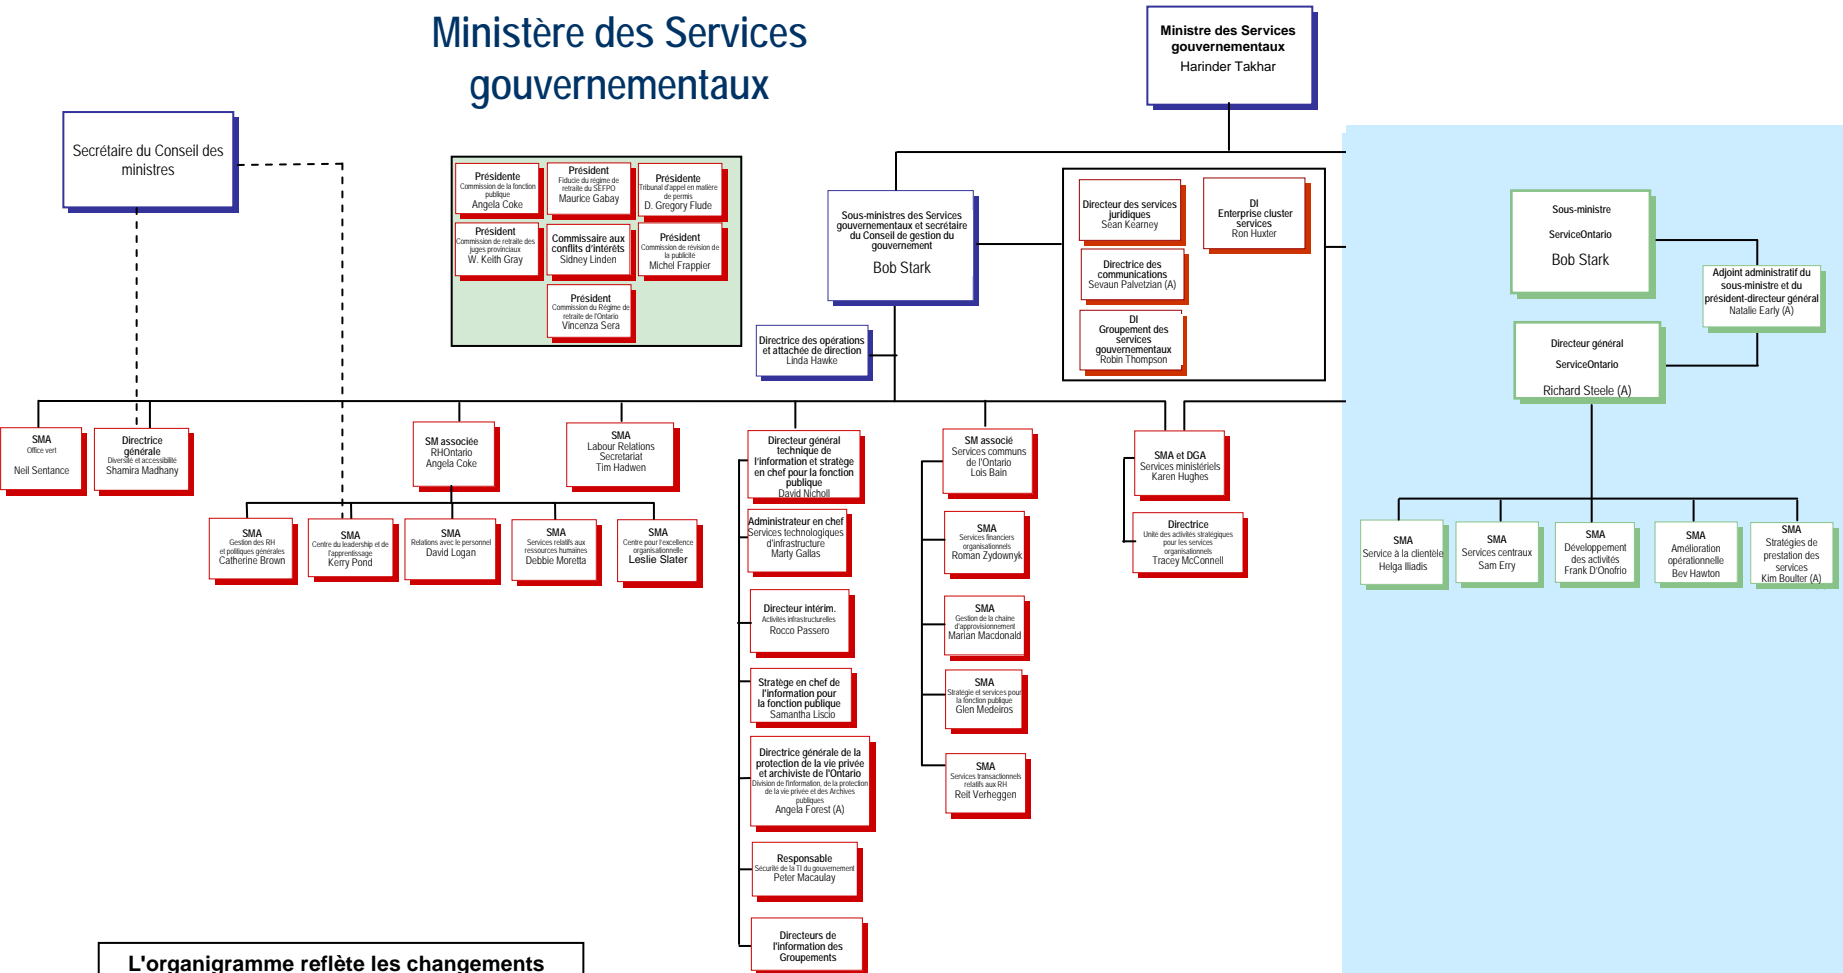 Ministère des Services
gouvernementaux
Ministre des Services
gouvernementaux
Harinder Takhar
Secrétaire du Conseil des
ministres
Présidente
Commission de la fonction
publique
Angela Coke
Président
Fiducie du régime de
retraite du SEFPO
Maurice Gabay
Présidente
Tribunal d'appel en matière
de permis
D. Gregory Flude
Président
Commission de retraite des
juges provinciaux
W. Keith Gray
Commissaire aux
conflits d'intérêts
Sidney Linden
Président
Commission de révision de
la publicité
Michel Frappier
Président
Commission du Régime de
retraite de l'Ontario
Vincenza Sera
Sous-ministres des Services
gouvernementaux et secrétaire
du Conseil de gestion du
gouvernement
Bob Stark
Directeur des services
juridiques
Sean Kearney
DI
Enterprise cluster
services
Ron Huxter
Directrice des
communications
Sevaun Palvetzian (A)
DI
Groupement des
services
gouvernementaux
Robin Thompson
Directrice des opérations
et attachée de direction
Linda Hawke
Sous-ministre
ServiceOntario
Bob Stark
Adjoint administratif du
sous-ministre et du
président-directeur général
Natalie Early (A)
Directeur général
ServiceOntario
Richard Steele (A)
SMA
Office vert
Neil Sentance
Directrice
générale
Diversité et accessibilité
Shamira Madhany
SM associée
RHOntario
Angela Coke
SMA
Labour Relations
Secretariat
Tim Hadwen
Directeur général
technique de
l'information et stratège
en chef pour la fonction
publique
David Nicholl
SM associé
Services communs
de l'Ontario
Lois Bain
SMA et DGA
Services ministériels
Karen Hughes
SMA
Gestion des RH
et politiques générales
Catherine Brown
SMA
Centre du leadership et de
l'apprentissage
Kerry Pond
SMA
Relations avec le personnel
David Logan
SMA
Services relatifs aux
ressources humaines
Debbie Moretta
SMA
Centre pour l'excellence
organisationnelle
Leslie Slater
Administrateur en chef
Services technologiques
d'infrastructure
Marty Gallas
SMA
Services financiers
organisationnels
Roman Zydownyk
Directrice
Unité des activités stratégiques
pour les services
organisationnels
Tracey McConnell
SMA
Service à la clientèle
Helga Iliadis
SMA
Services centraux
Sam Erry
SMA
Développement
des activités
Frank D'Onofrio
SMA
Amélioration
opérationnelle
Bev Hawton
SMA
Stratégies de
prestation des
services
Kim Boulter (A)
Directeur intérim.
Activités infrastructurelles
Rocco Passero
SMA
Gestion de la chaîne
d'approvisionnement
Marian Macdonald
Stratège en chef de
l'information pour
la fonction publique
Samantha Liscio
SMA
Stratégie et services pour
la fonction publique
Glen Medeiros
Directrice générale de la
protection de la vie privée
et archiviste de l'Ontario
Division de l'information, de la protection
de la vie privée et des Archives
publiques
Angela Forest (A)
SMA
Services transactionnels
relatifs aux RH
Reit Verheggen
Responsable
Sécurité de la TI du gouvernement
Peter Macaulay
Directeurs de
l'information des
Groupements
L'organigramme reflète les changements